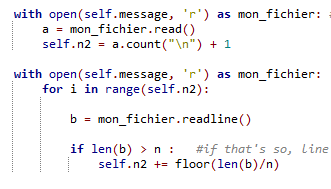 with open(self.message, 'r') as mon_fichier: #
    a = mon_fichier.read()
    self.n2 = a.count("\n") + 1
with open(self.message, 'r') as mon_fichier:
    for i in range(self.n2):
        b = mon_fichier.readline()
        if len(b) > n :   #if that's so, line
            self.n2 += floor(len(b)/n)